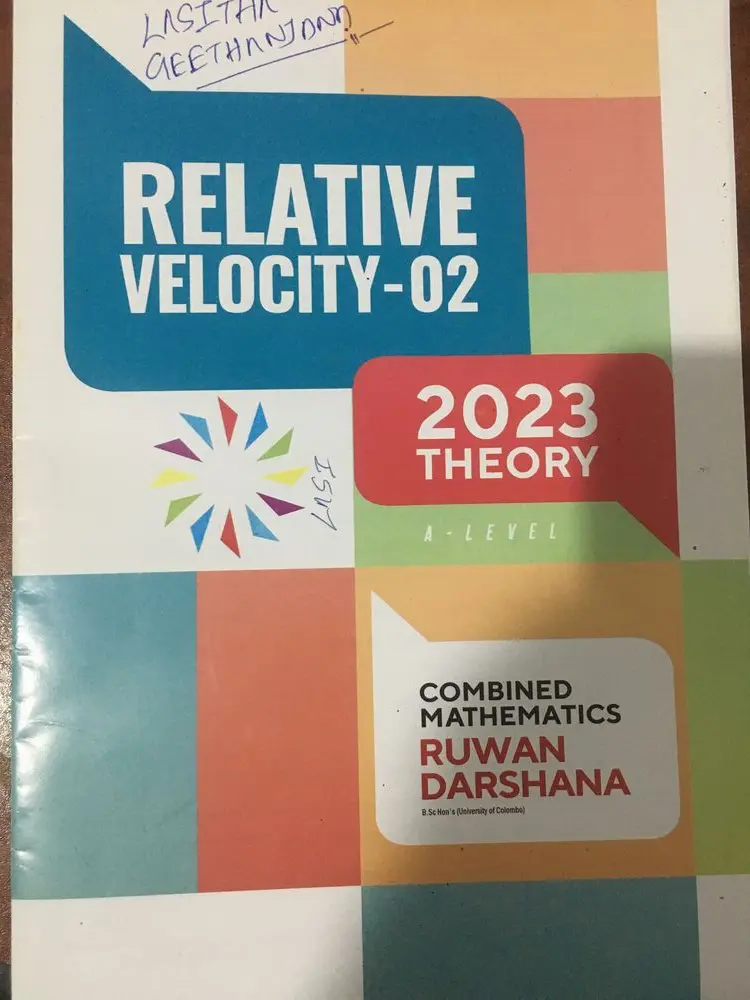 LASITHA
GEETHANJANA
RELATIVE
VELOCITY-02
2023
THEORY
A-LEVEL
COMBINED
MATHEMATICS
RUWAN
DARSHANA
B.Sc Hon's (University of Colombo)